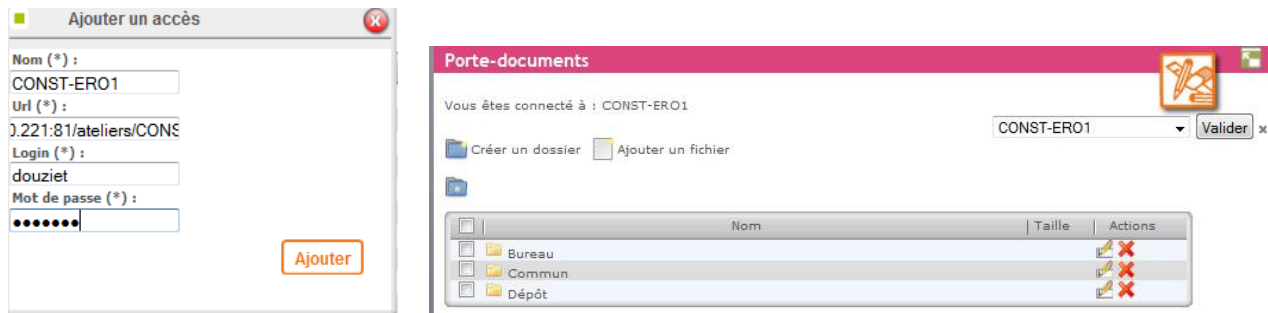 Ajouter un accès
Nom (*) :
CONST-ERO1
Url (*) :
0.221:81/ateliers/CONS
Login (*) :
douziet
Mot de passe (*) :
•••••••
Ajouter
Porte-documents
Vous êtes connecté à : CONST-ERO1
CONST-ERO1 Valider x
Créer un dossier Ajouter un fichier
Nom Taille Actions
Bureau
Commun
Dépôt